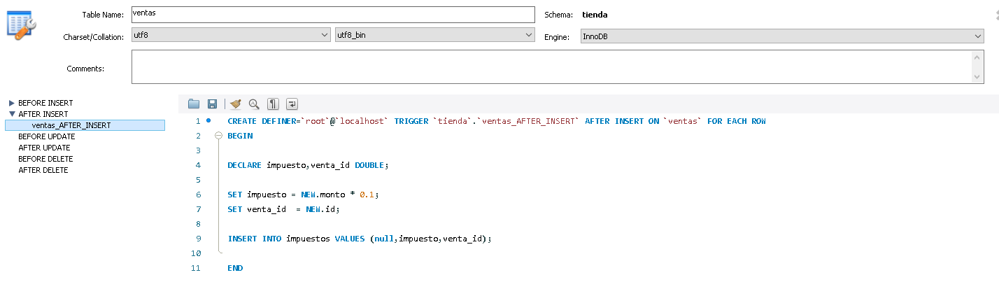 Table Name: ventas Schema: tienda
Charset/Collation: utf8 utf8_bin Engine: InnoDB
Comments:
BEFORE INSERT
AFTER INSERT
ventas_AFTER_INSERT
BEFORE UPDATE
AFTER UPDATE
BEFORE DELETE
AFTER DELETE
1 CREATE DEFINER=`root`@`localhost` TRIGGER `tienda`.`ventas_AFTER_INSERT` AFTER INSERT ON `ventas` FOR EACH ROW
2 BEGIN
3
4 DECLARE impuesto,venta_id DOUBLE;
5
6 SET impuesto = NEW.monto * 0.1;
7 SET venta_id  = NEW.id;
8
9 INSERT INTO impuestos VALUES (null,impuesto,venta_id);
10
11 END